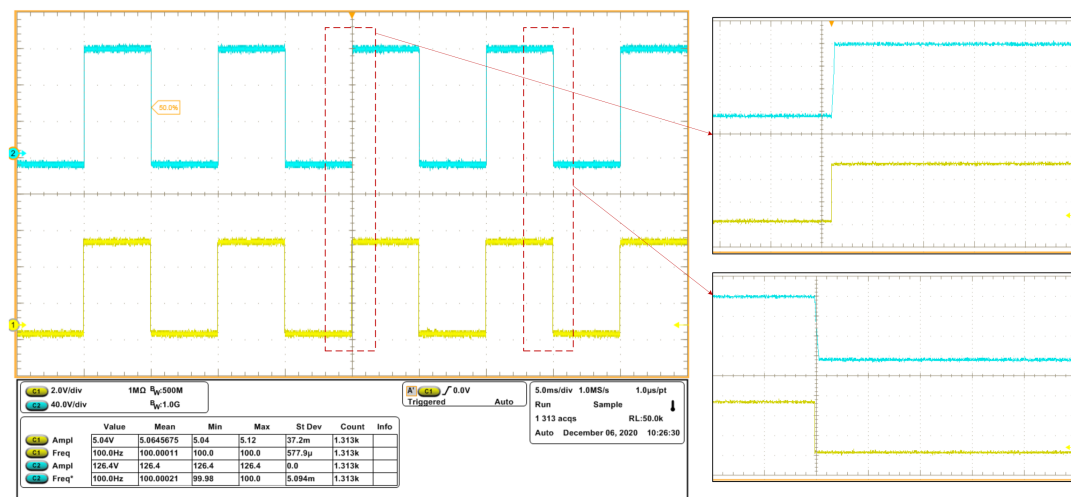 50.0%
2
1
C1 2.0V/div 1MΩ BW:500M
C2 40.0V/div BW:1.0G
A' C1 0.0V
Triggered Auto
5.0ms/div 1.0MS/s 1.0µs/pt
Run Sample
1 313 acqs RL:50.0k
Auto December 06, 2020 10:26:30
Value Mean Min Max St Dev Count Info
C1 Ampl 5.04V 5.0645675 5.04 5.12 37.2m 1.313k
C1 Freq 100.0Hz 100.00011 100.0 100.0 577.9µ 1.313k
C2 Ampl 126.4V 126.4 126.4 126.4 0.0 1.313k
C2 Freq* 100.0Hz 100.00021 99.98 100.0 5.094m 1.313k